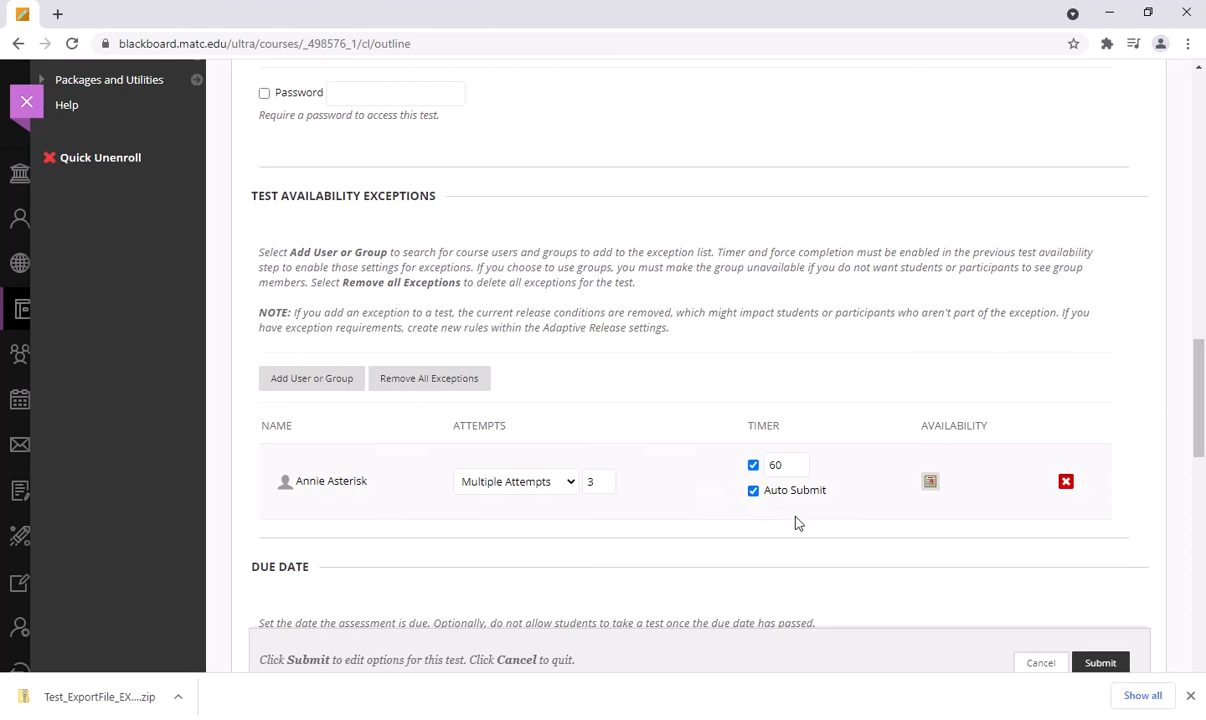 blackboard.matc.edu/ultra/courses/_498576_1/cl/outline
Packages and Utilities
Help
Quick Unenroll
Password
Require a password to access this test.
TEST AVAILABILITY EXCEPTIONS
Select Add User or Group to search for course users and groups to add to the exception list. Timer and force completion must be enabled in the previous test availability
step to enable those settings for exceptions. If you choose to use groups, you must make the group unavailable if you do not want students or participants to see group
members. Select Remove all Exceptions to delete all exceptions for the test.
NOTE: If you add an exception to a test, the current release conditions are removed, which might impact students or participants who aren't part of the exception. If you
have exception requirements, create new rules within the Adaptive Release settings.
Add User or Group Remove All Exceptions
NAME ATTEMPTS TIMER AVAILABILITY
Annie Asterisk Multiple Attempts 3 60
Auto Submit
DUE DATE
Set the date the assessment is due. Optionally, do not allow students to take a test once the due date has passed.
Click Submit to edit options for this test. Click Cancel to quit.
Cancel Submit
Test_ExportFile_EX....zip
Show all